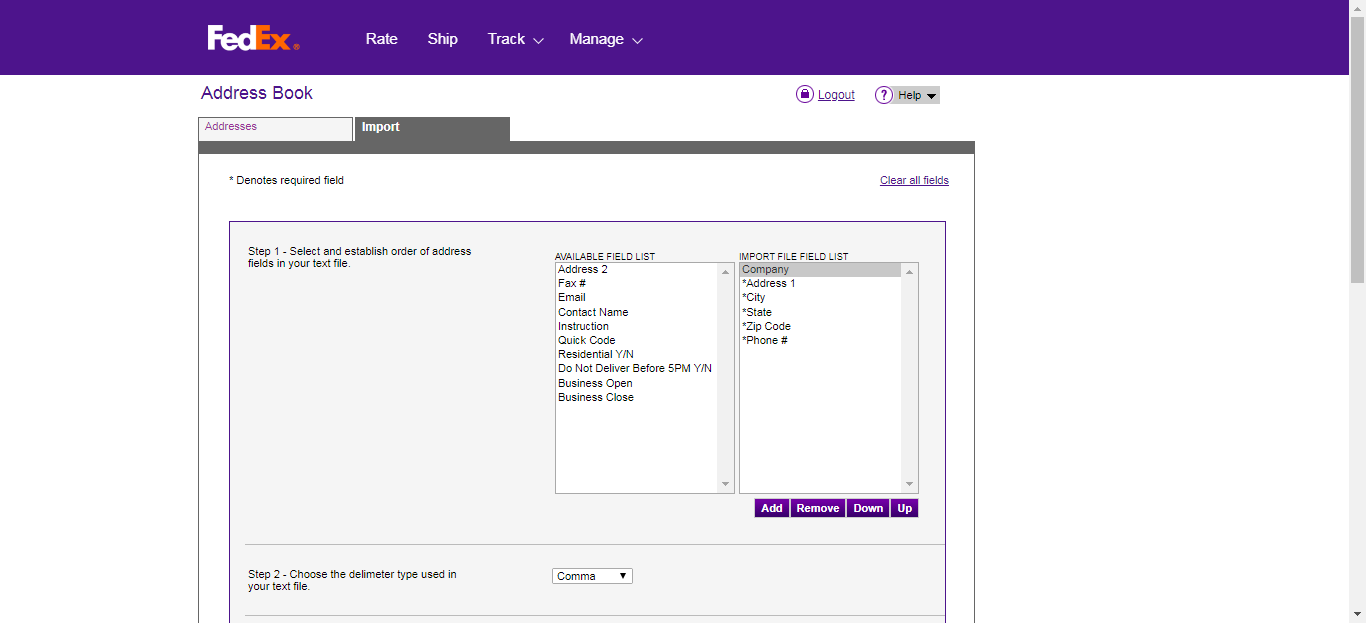 FedEx®
Rate Ship Track Manage
Address Book
Logout ? Help
Addresses
Import
* Denotes required field
Clear all fields
Step 1 - Select and establish order of address
fields in your text file.
AVAILABLE FIELD LIST
Address 2
Fax #
Email
Contact Name
Instruction
Quick Code
Residential Y/N
Do Not Deliver Before 5PM Y/N
Business Open
Business Close
IMPORT FILE FIELD LIST
Company
*Address 1
*City
*State
*Zip Code
*Phone #
Add Remove Down Up
Step 2 - Choose the delimeter type used in
your text file.
Comma